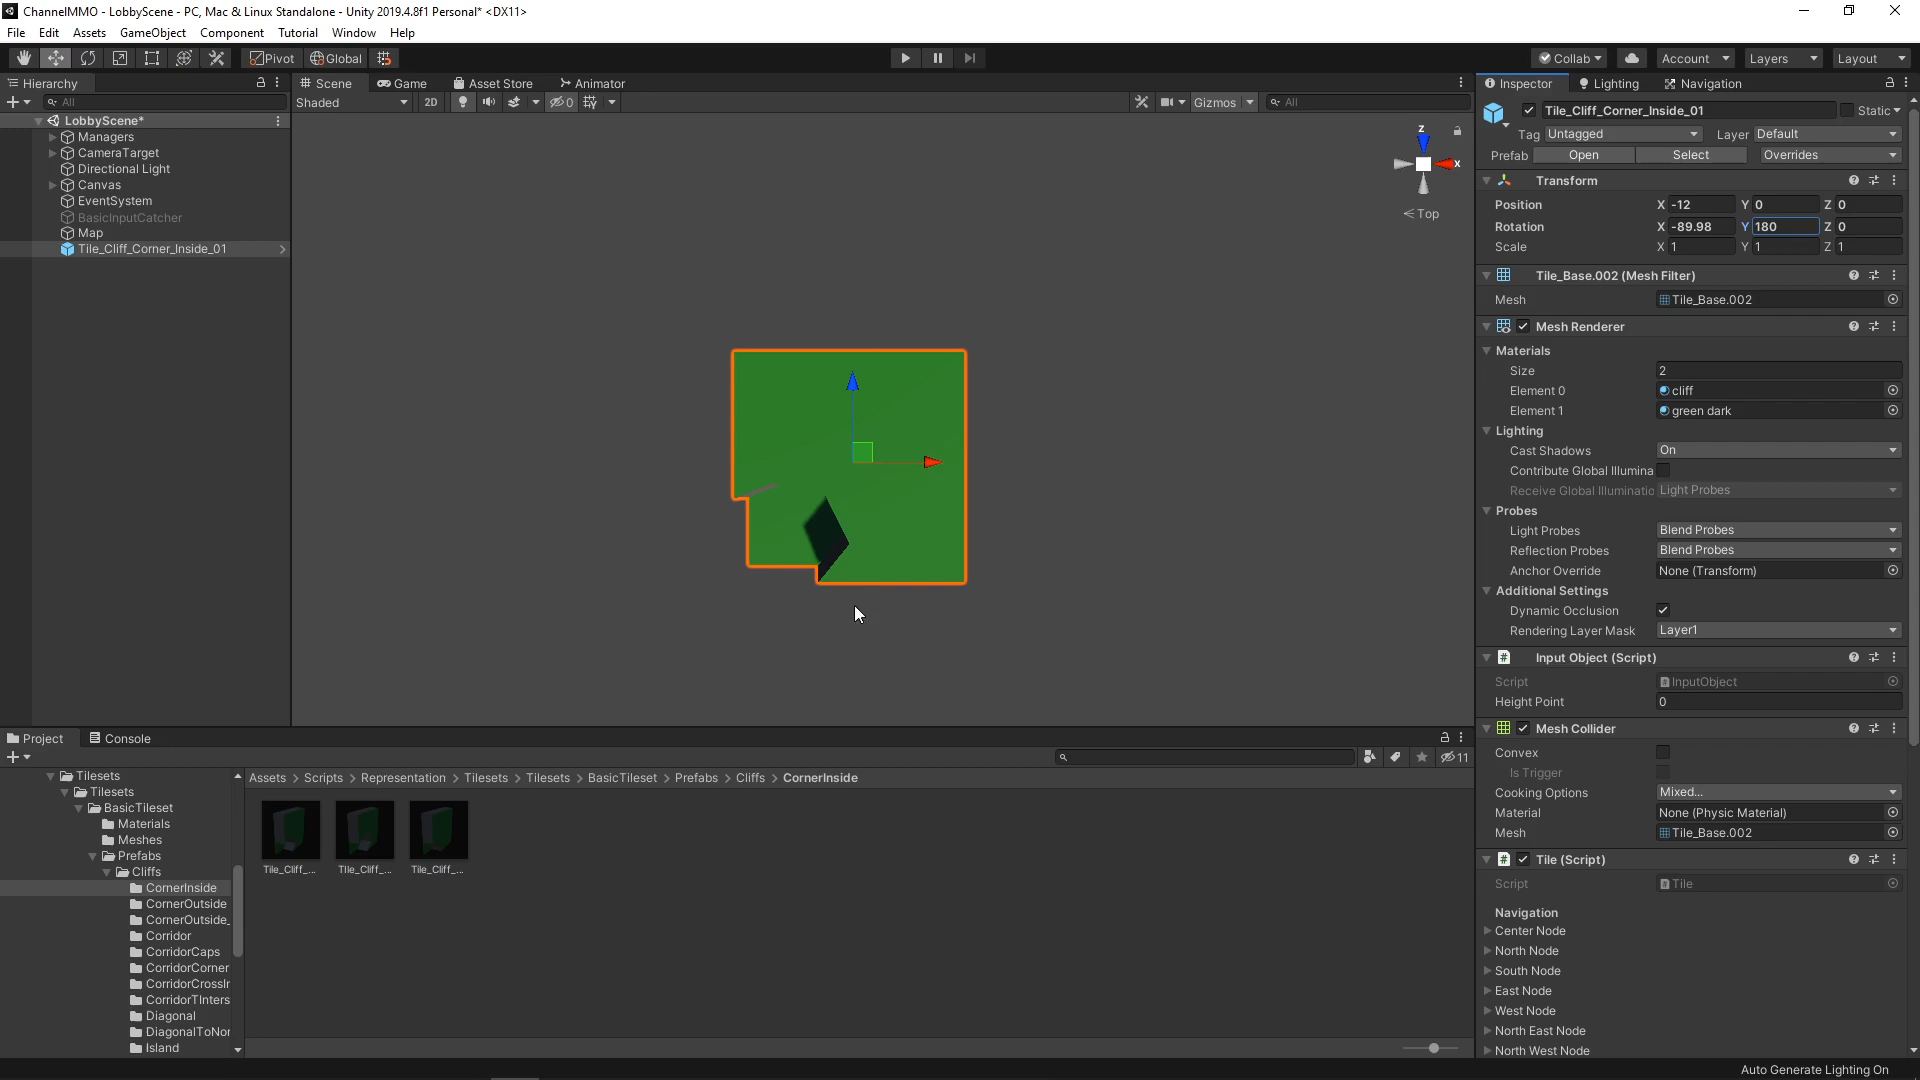 ChannelMMO - LobbyScene - PC, Mac & Linux Standalone - Unity 2019.4.8f1 Personal* <DX11>
File Edit Assets GameObject Component Tutorial Window Help
Pivot Global Collab Account Layers Layout
Hierarchy
All
LobbyScene*
Managers
CameraTarget
Directional Light
Canvas
EventSystem
BasicInputCatcher
Map
Tile_Cliff_Corner_Inside_01
Scene Game Asset Store Animator
Shaded 2D 0 Gizmos All
z
x
Top
Inspector Lighting Navigation
Tile_Cliff_Corner_Inside_01 Static
Tag Untagged Layer Default
Prefab Open Select Overrides
Transform
Position X -12 Y 0 Z 0
Rotation X -89.98 Y 180 Z 0
Scale X 1 Y 1 Z 1
Tile_Base.002 (Mesh Filter)
Mesh Tile_Base.002
Mesh Renderer
Materials
Size 2
Element 0 cliff
Element 1 green dark
Lighting
Cast Shadows On
Contribute Global Illumina
Receive Global Illuminatio Light Probes
Probes
Light Probes Blend Probes
Reflection Probes Blend Probes
Anchor Override None (Transform)
Additional Settings
Dynamic Occlusion
Rendering Layer Mask Layer1
Input Object (Script)
Script InputObject
Height Point 0
Mesh Collider
Convex
Is Trigger
Cooking Options Mixed...
Material None (Physic Material)
Mesh Tile_Base.002
Tile (Script)
Script Tile
Navigation
Center Node
North Node
South Node
East Node
West Node
North East Node
North West Node
Project Console
11
Tilesets
Tilesets
BasicTileset
Materials
Meshes
Prefabs
Cliffs
CornerInside
CornerOutside
CornerOutside_
Corridor
CorridorCaps
CorridorCorner
CorridorCrossIr
CorridorTInters
Diagonal
DiagonalToNor
Island
Assets > Scripts > Representation > Tilesets > Tilesets > BasicTileset > Prefabs > Cliffs > CornerInside
Tile_Cliff_... Tile_Cliff_... Tile_Cliff_...
Auto Generate Lighting On